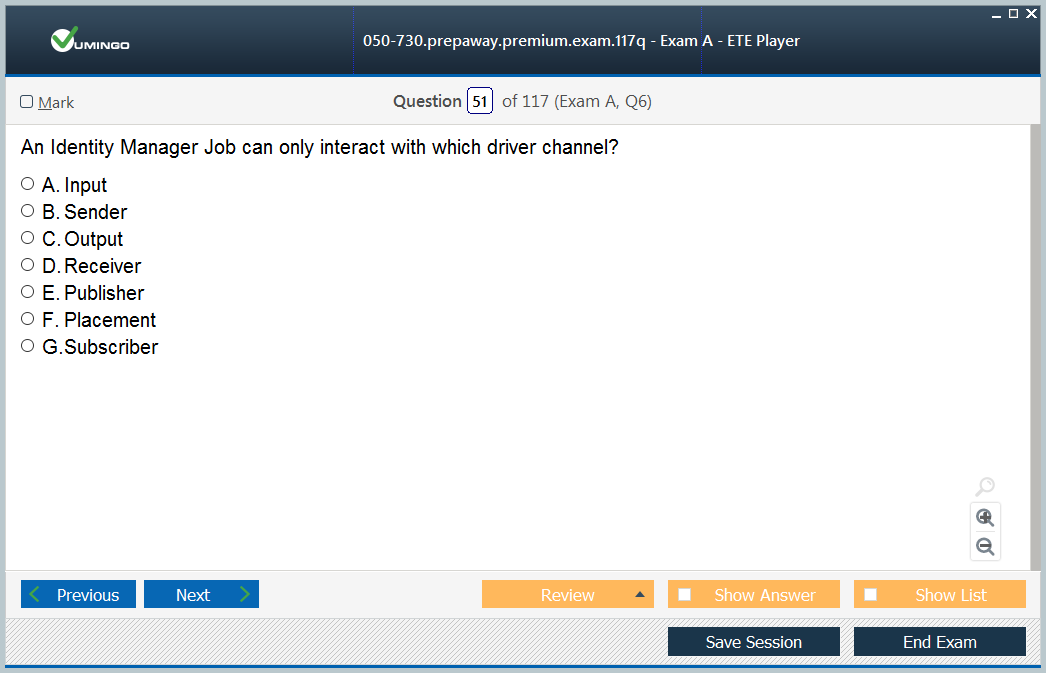 VUMINGO
050-730.prepaway.premium.exam.117q - Exam A - ETE Player
Mark
Question 51 of 117 (Exam A, Q6)
An Identity Manager Job can only interact with which driver channel?
A. Input
B. Sender
C. Output
D. Receiver
E. Publisher
F. Placement
G.Subscriber
Previous
Next
Review
Show Answer
Show List
Save Session
End Exam